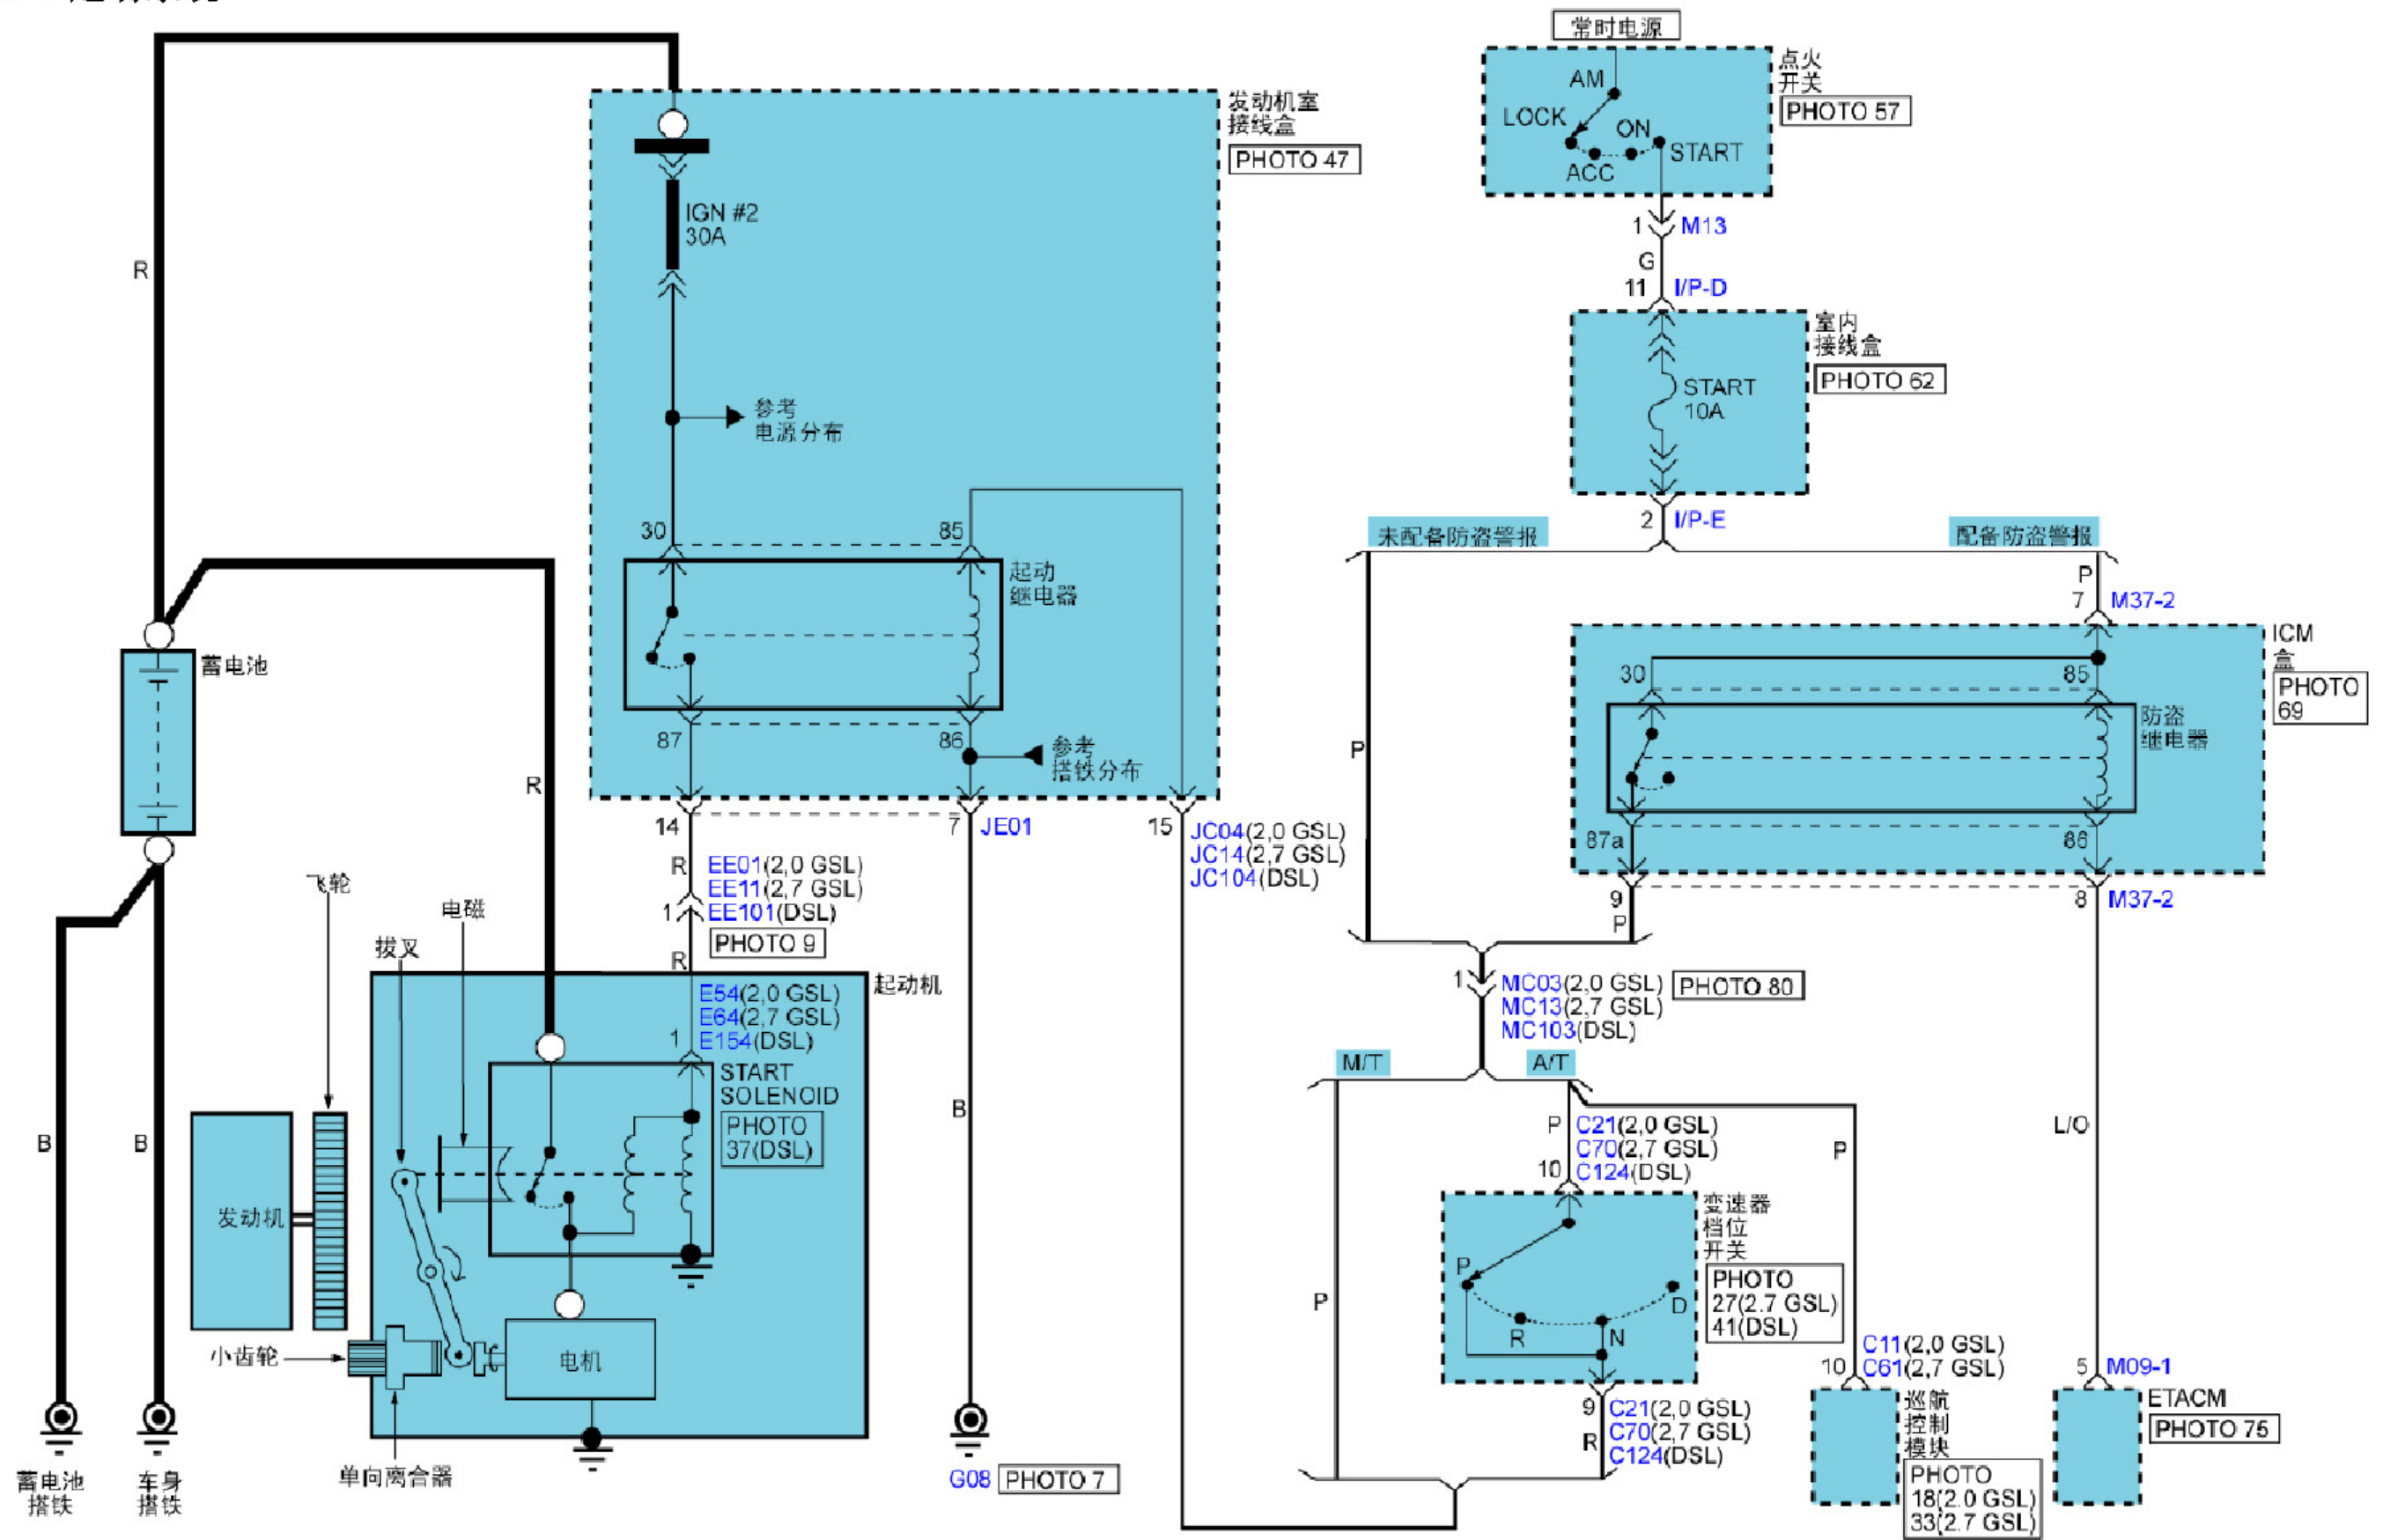 常时电源
点火
开关
PHOTO 57
AM
LOCK
ON
START
ACC
1 M13
G
11 I/P-D
室内
接线盒
PHOTO 62
START
10A
2 I/P-E
未配备防盗警报
配备防盗警报
P
7 M37-2
ICM
盒
PHOTO
69
30
85
防盗
继电器
87a
86
9
P
8 M37-2
P
1 MC03(2,0 GSL)
MC13(2,7 GSL)
MC103(DSL)
PHOTO 80
M/T
A/T
P
C21(2,0 GSL)
C70(2,7 GSL)
10 C124(DSL)
P
L/O
变速器
档位
开关
PHOTO
27(2.7 GSL)
41(DSL)
P
R
N
D
P
9 C21(2,0 GSL)
C70(2,7 GSL)
R C124(DSL)
C11(2,0 GSL)
10 C61(2,7 GSL)
巡航
控制
模块
PHOTO
18(2.0 GSL)
33(2.7 GSL)
5 M09-1
ETACM
PHOTO 75
发动机室
接线盒
PHOTO 47
IGN #2
30A
R
参考
电源分布
30
85
起动
继电器
87
86
参考
搭铁分布
14
7 JE01
15 JC04(2,0 GSL)
JC14(2,7 GSL)
JC104(DSL)
R EE01(2,0 GSL)
EE11(2,7 GSL)
1 EE101(DSL)
PHOTO 9
R
蓄电池
R
飞轮
电磁
拨叉
起动机
E54(2,0 GSL)
E64(2,7 GSL)
1 E154(DSL)
START
SOLENOID
PHOTO
37(DSL)
B
B
B
发动机
小齿轮
电机
单向离合器
蓄电池
搭铁
车身
搭铁
G08 PHOTO 7